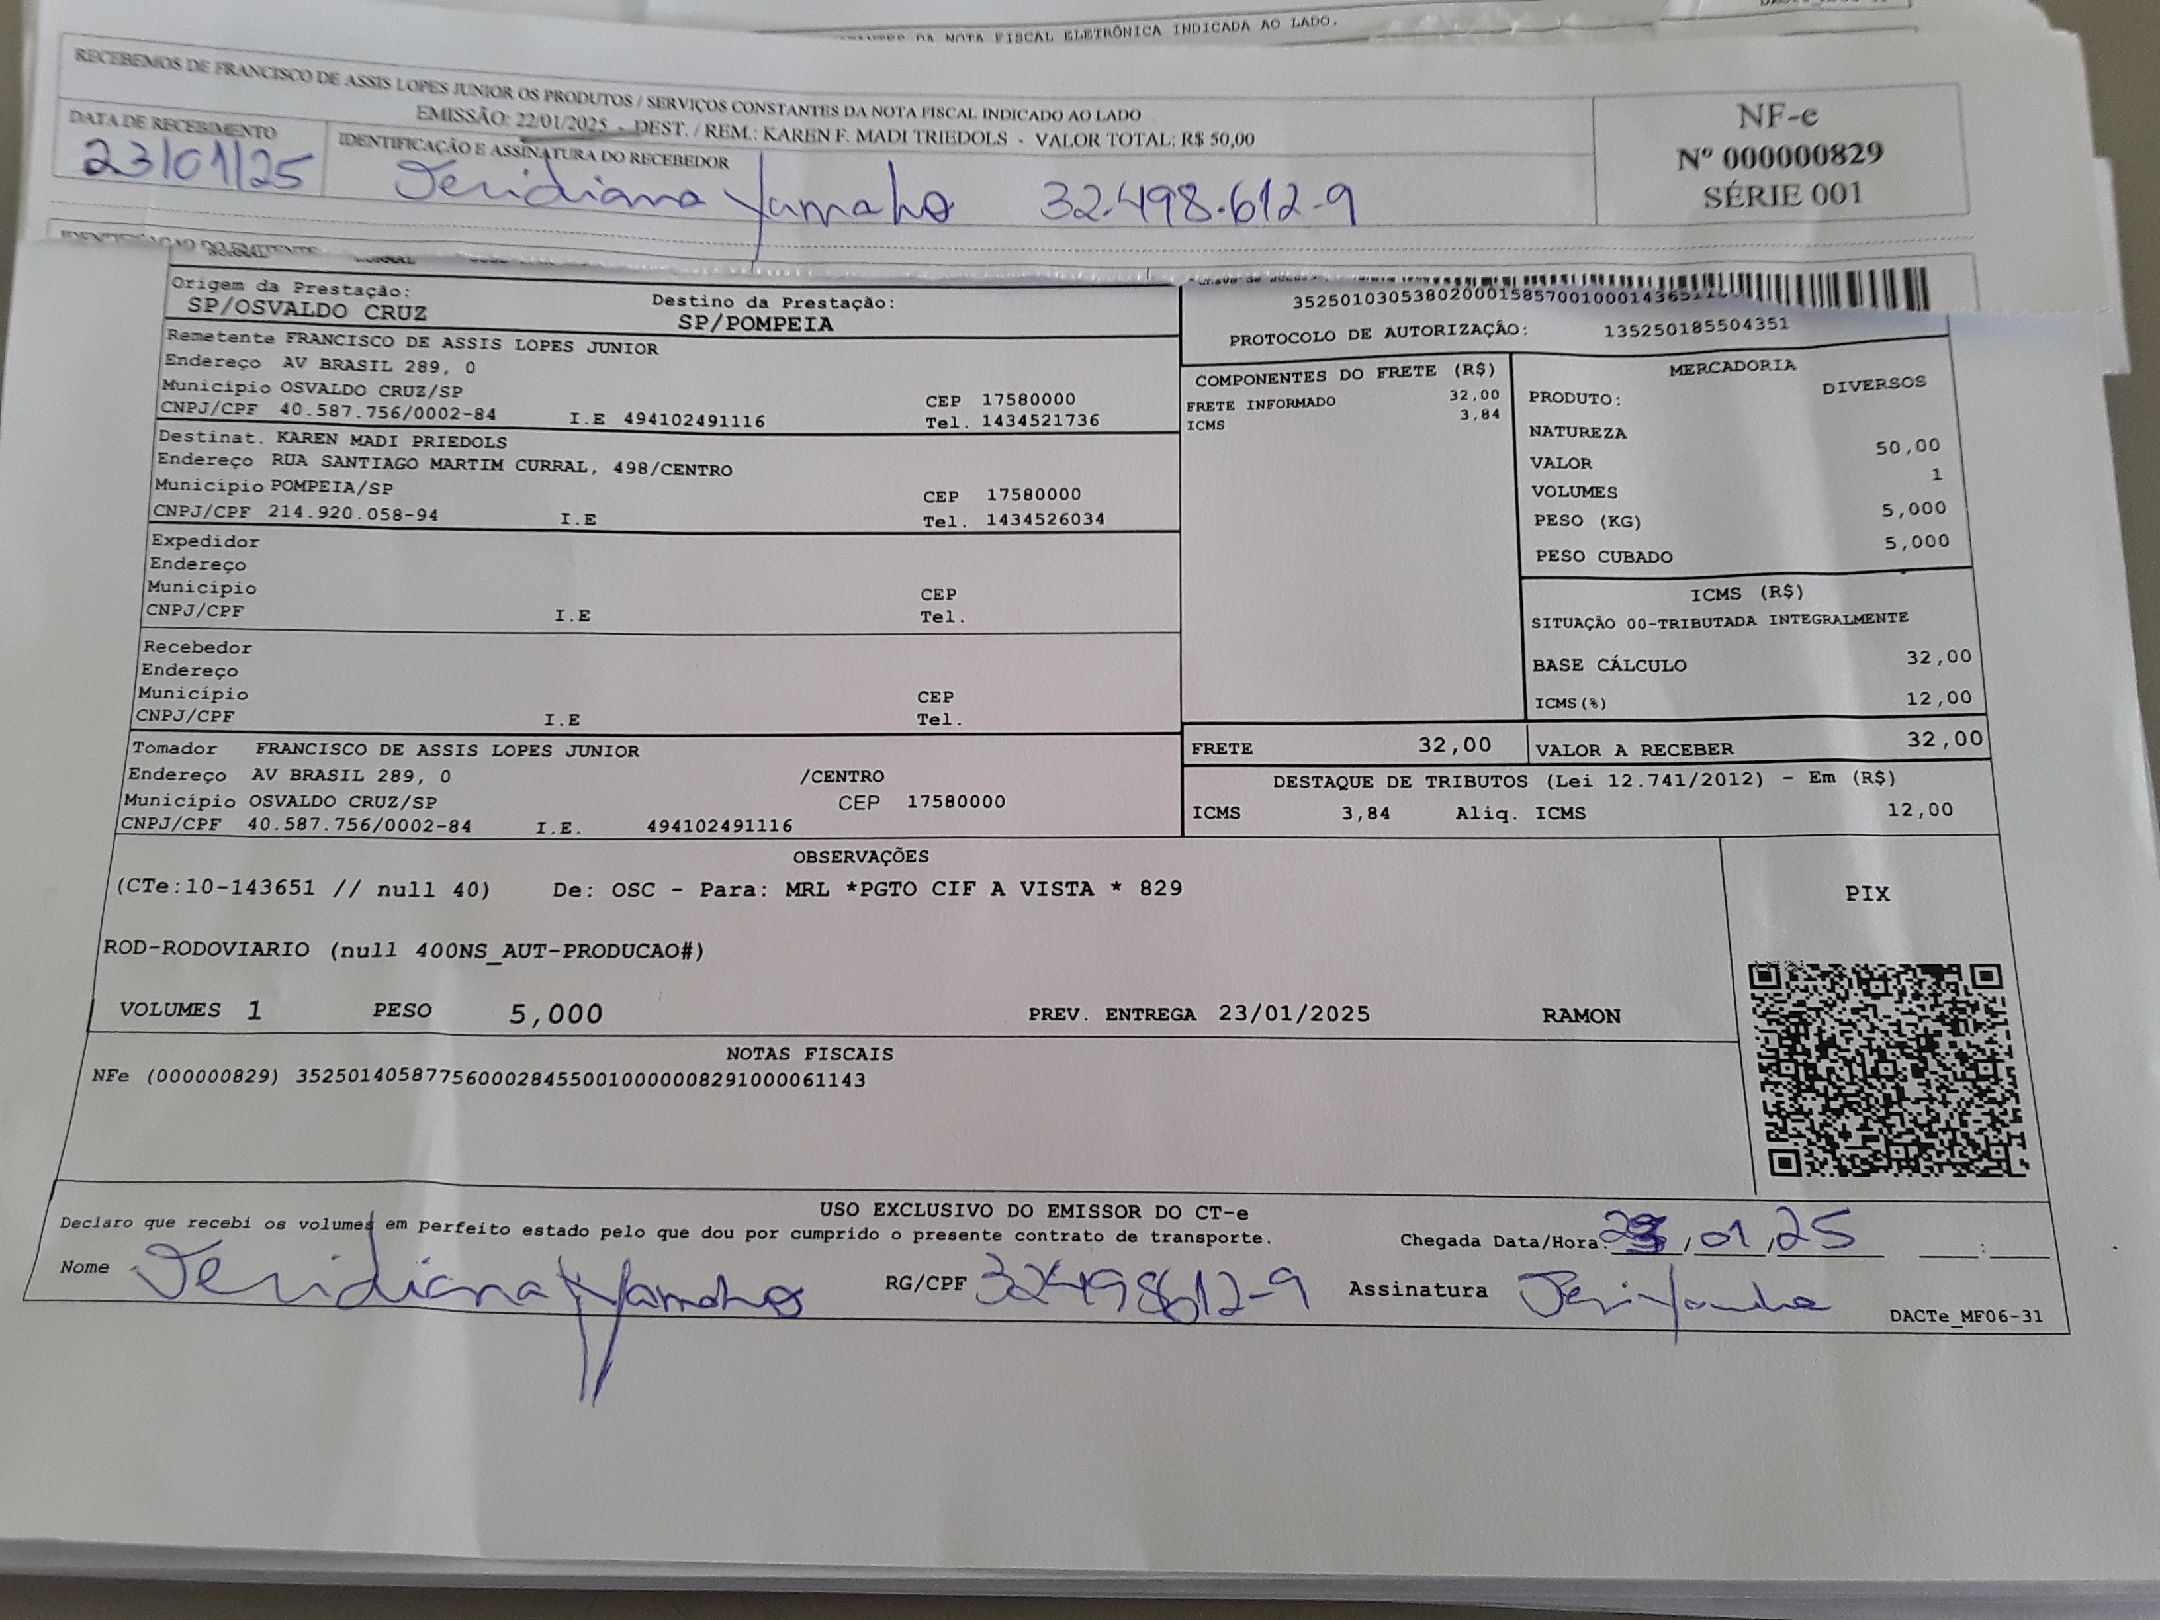 DA NOTA FISCAL ELETRÔNICA INDICADA AO LADO.
RECEBEMOS DE FRANCISCO DE ASSIS LOPES JUNIOR OS PRODUTOS / SERVIÇOS CONSTANTES DA NOTA FISCAL INDICADO AO LADO
EMISSÃO: 22/01/2025 - DEST. / REM.: KAREN F. MADI TRIEDOLS - VALOR TOTAL: R$ 50,00
NF-e
Nº 000000829
SÉRIE 001
DATA DE RECEBIMENTO
23/01/25
IDENTIFICAÇÃO E ASSINATURA DO RECEBEDOR
32.498.612-9
IDENTIFICAÇÃO DO EMITENTE
Origem da Prestação:
SP/OSVALDO CRUZ
Destino da Prestação:
SP/POMPEIA
PROTOCOLO DE AUTORIZAÇÃO: 135250185504351
Remetente FRANCISCO DE ASSIS LOPES JUNIOR
Endereço AV BRASIL 289, 0
Município OSVALDO CRUZ/SP CEP 17580000
CNPJ/CPF 40.587.756/0002-84 I.E 494102491116 Tel. 1434521736
Destinat. KAREN MADI PRIEDOLS
Endereço RUA SANTIAGO MARTIM CURRAL, 498/CENTRO
Município POMPEIA/SP CEP 17580000
CNPJ/CPF 214.920.058-94 I.E Tel. 1434526034
Expedidor
Endereço
Município CEP
CNPJ/CPF I.E Tel.
Recebedor
Endereço
Município CEP
CNPJ/CPF I.E Tel.
Tomador FRANCISCO DE ASSIS LOPES JUNIOR
Endereço AV BRASIL 289, 0 /CENTRO
Município OSVALDO CRUZ/SP CEP 17580000
CNPJ/CPF 40.587.756/0002-84 I.E. 494102491116
COMPONENTES DO FRETE (R$)
FRETE INFORMADO 32,00
ICMS 3,84
MERCADORIA
PRODUTO: DIVERSOS
NATUREZA
VALOR 50,00
VOLUMES 1
PESO (KG) 5,000
PESO CUBADO 5,000
ICMS (R$)
SITUAÇÃO 00-TRIBUTADA INTEGRALMENTE
BASE CÁLCULO 32,00
ICMS(%) 12,00
FRETE 32,00
VALOR A RECEBER 32,00
DESTAQUE DE TRIBUTOS (Lei 12.741/2012) - Em (R$)
ICMS 3,84 Aliq. ICMS 12,00
OBSERVAÇÕES
(CTe:10-143651 // null 40) De: OSC - Para: MRL *PGTO CIF A VISTA * 829
ROD-RODOVIARIO (null 400NS_AUT-PRODUCAO#)
VOLUMES 1 PESO 5,000 PREV. ENTREGA 23/01/2025 RAMON
PIX
NOTAS FISCAIS
NFe (000000829) 35250140587756000284550010000008291000061143
USO EXCLUSIVO DO EMISSOR DO CT-e
Declaro que recebi os volumes em perfeito estado pelo que dou por cumprido o presente contrato de transporte.
Chegada Data/Hora: 23, 01, 25 :
Nome
RG/CPF 32498612-9
Assinatura
DACTe_MF06-31